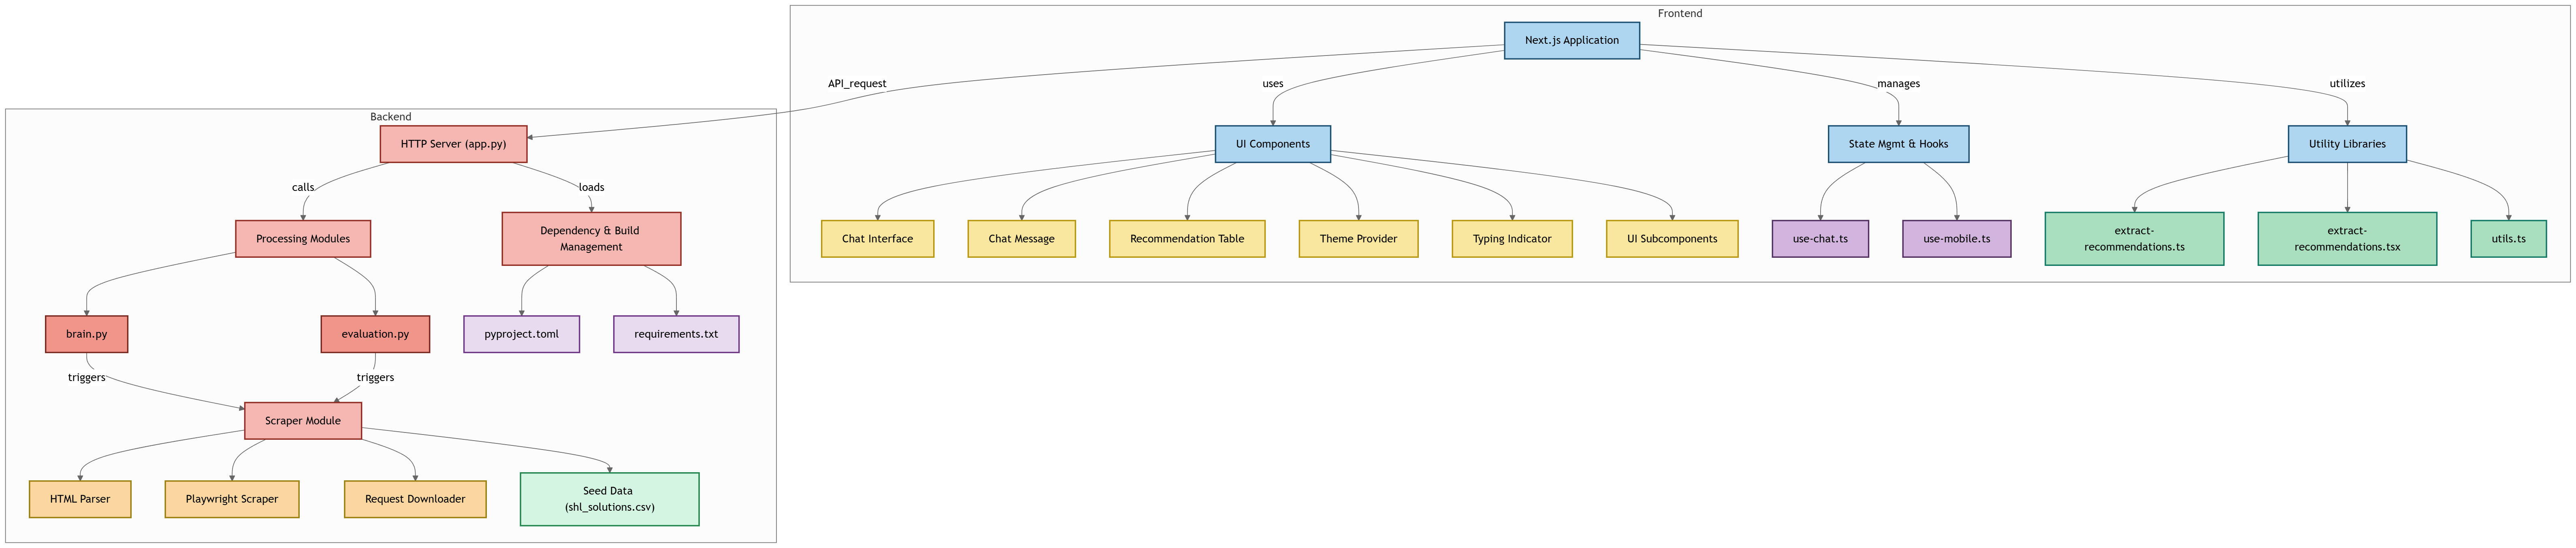 Frontend
Next.js Application
API_request
uses
manages
utilizes
Backend
HTTP Server (app.py)
UI Components
State Mgmt & Hooks
Utility Libraries
calls
loads
Processing Modules
Dependency & Build
Management
Chat Interface
Chat Message
Recommendation Table
Theme Provider
Typing Indicator
UI Subcomponents
use-chat.ts
use-mobile.ts
extract-
recommendations.ts
extract-
recommendations.tsx
utils.ts
brain.py
evaluation.py
pyproject.toml
requirements.txt
triggers
triggers
Scraper Module
HTML Parser
Playwright Scraper
Request Downloader
Seed Data
(shl_solutions.csv)